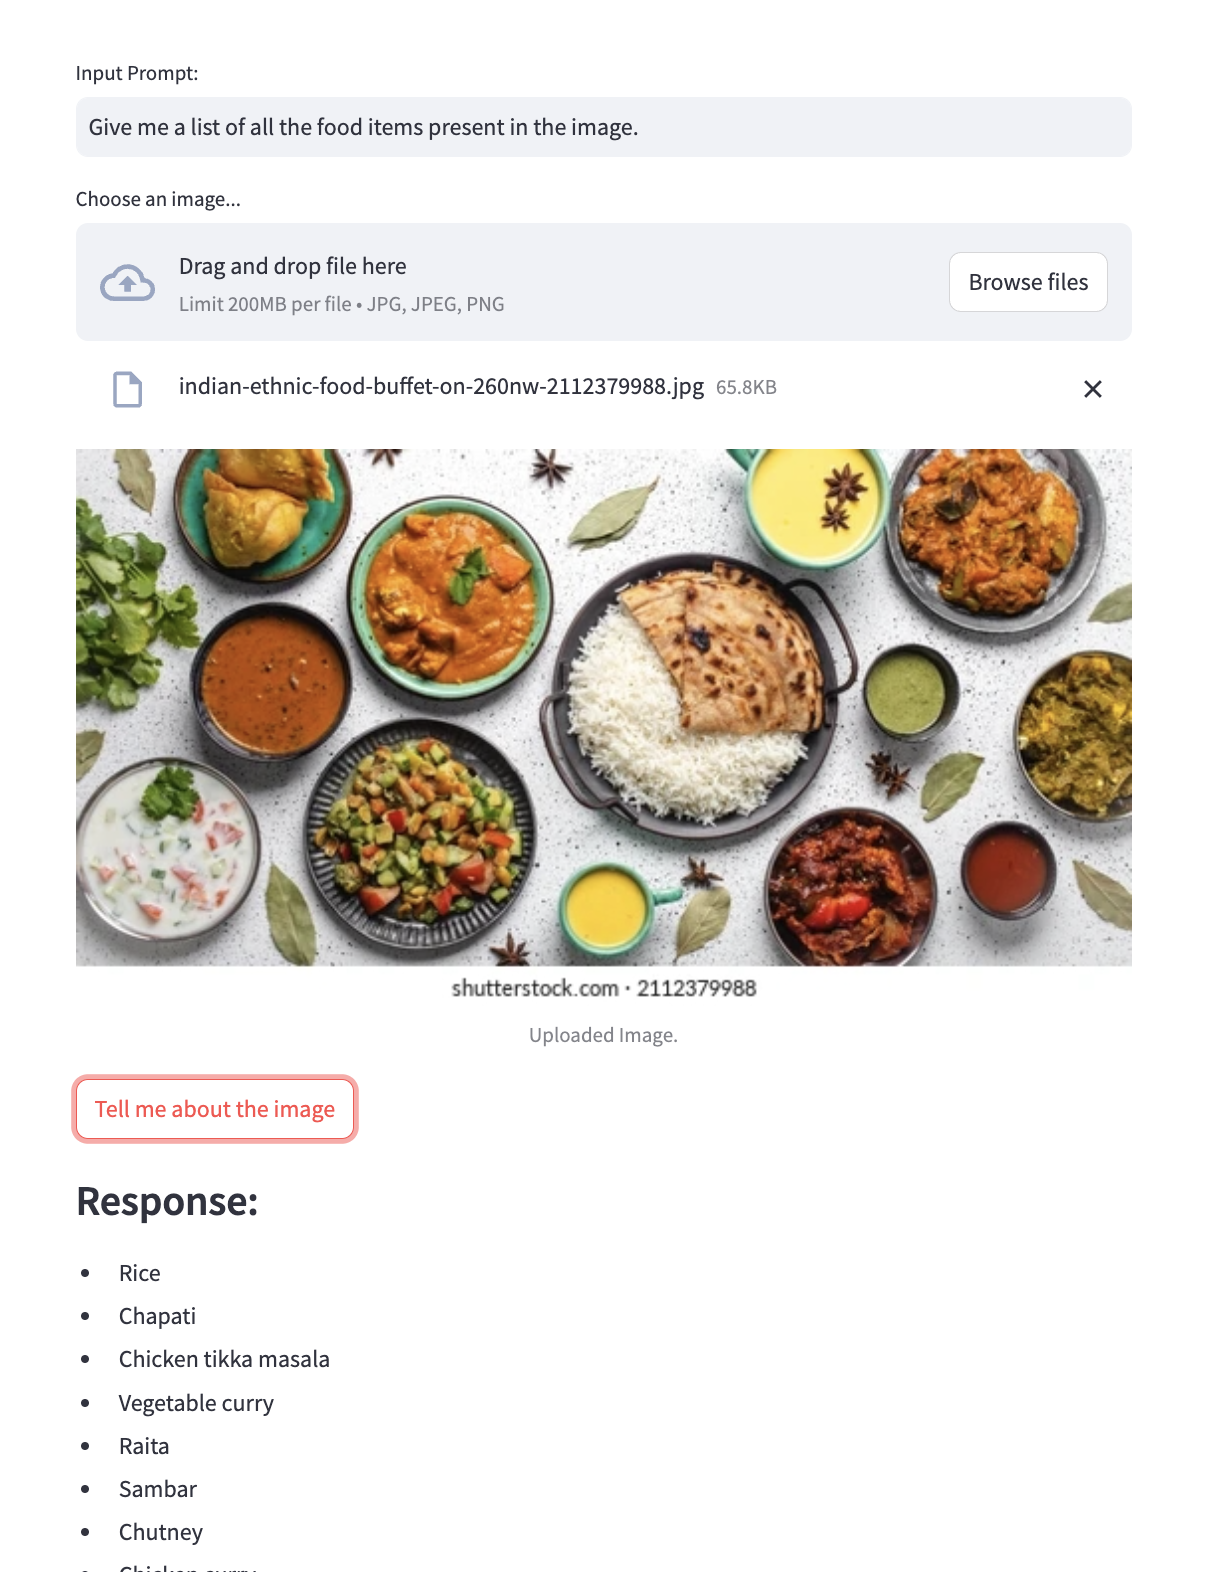 Input Prompt:
Give me a list of all the food items present in the image.
Choose an image...
Drag and drop file here
Limit 200MB per file • JPG, JPEG, PNG
Browse files
indian-ethnic-food-buffet-on-260nw-2112379988.jpg 65.8KB
shutterstock.com · 2112379988
Uploaded Image.
Tell me about the image
Response:
• Rice
• Chapati
• Chicken tikka masala
• Vegetable curry
• Raita
• Sambar
• Chutney